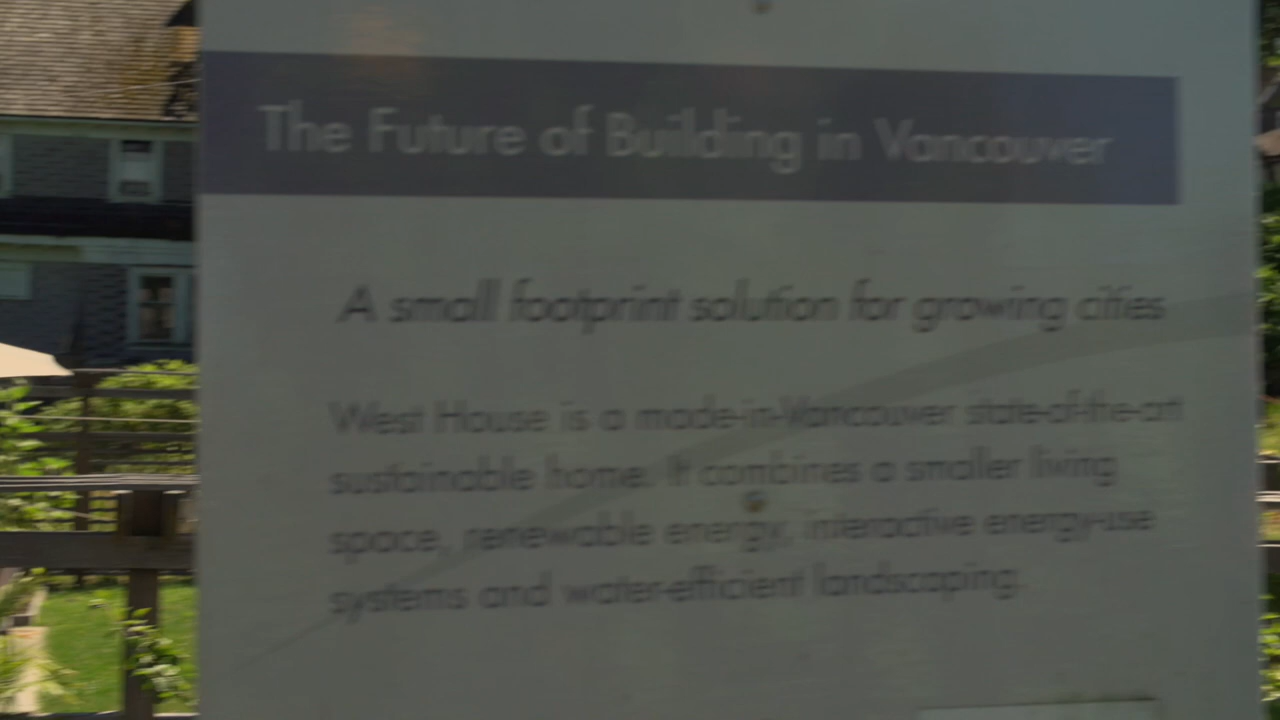 The Future of Building in Vancouver
A small footprint solution for growing cities
West House is a made-in-Vancouver state-of-the-art
sustainable home. It combines a smaller living
space, renewable energy, interactive energy-use
systems and water-efficient landscaping.